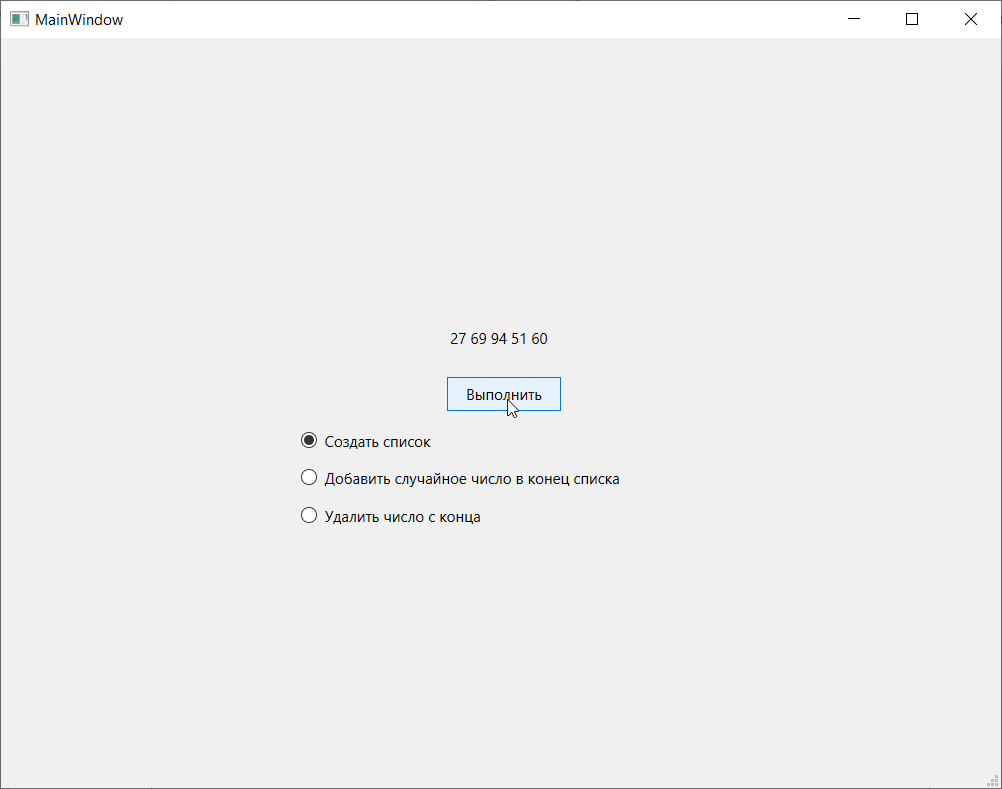 MainWindow
27 69 94 51 60
Выполнить
Создать список
Добавить случайное число в конец списка
Удалить число с конца